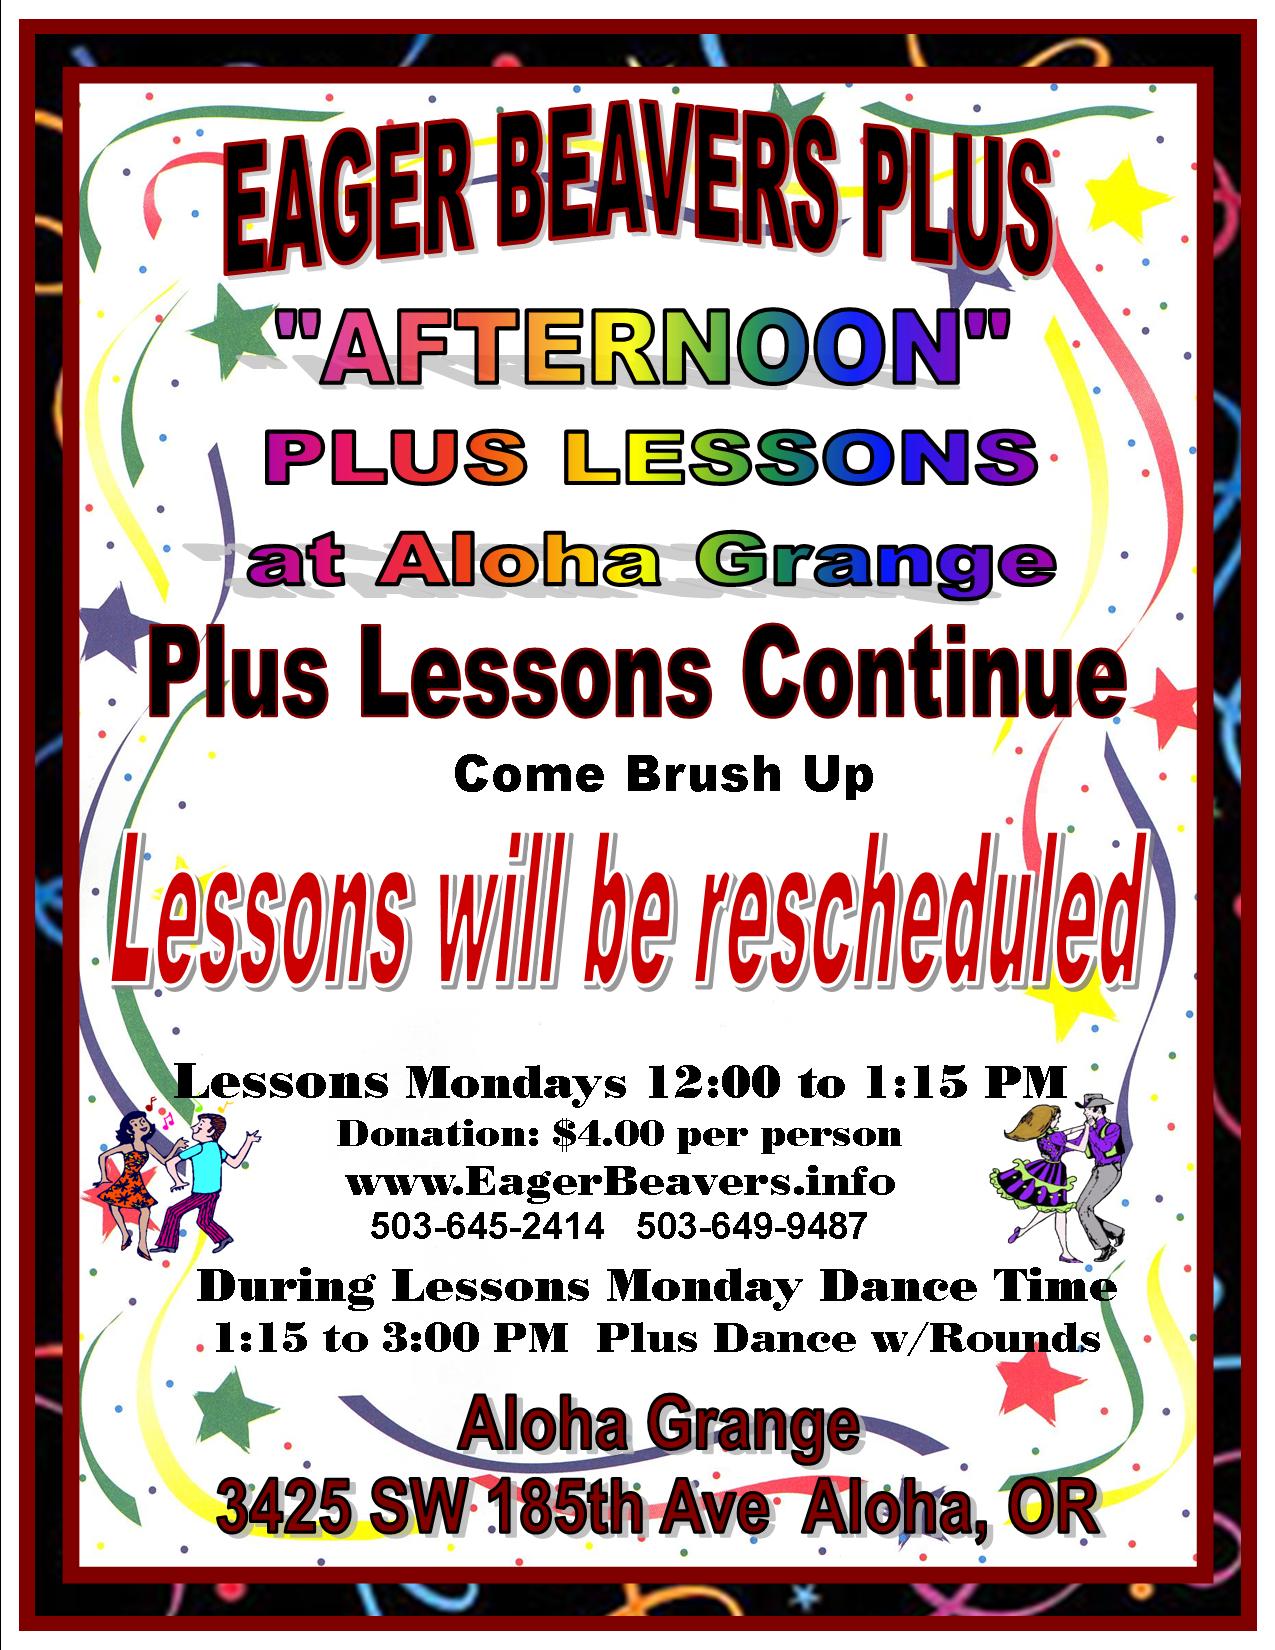 EAGER BEAVERS PLUS
"AFTERNOON"
PLUS LESSONS
at Aloha Grange
Plus Lessons Continue
Come Brush Up
Lessons will be rescheduled
Lessons Mondays 12:00 to 1:15 PM
Donation: $4.00 per person
www.EagerBeavers.info
503-645-2414 503-649-9487
During Lessons Monday Dance Time
1:15 to 3:00 PM Plus Dance w/Rounds
Aloha Grange
3425 SW 185th Ave Aloha, OR